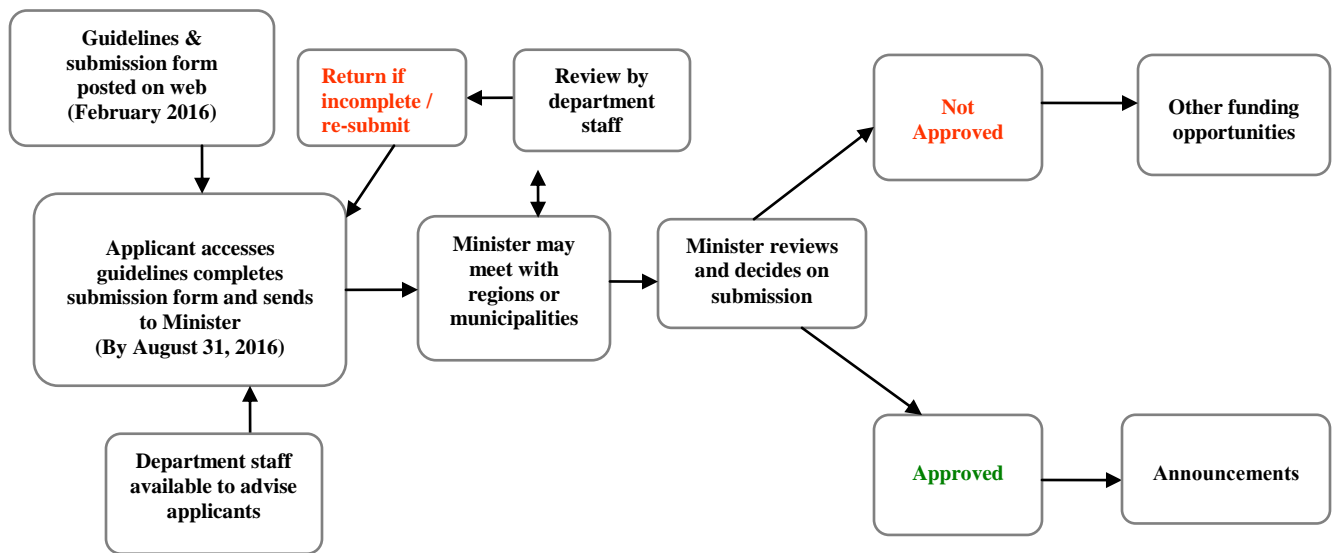 Guidelines &
submission form
posted on web
(February 2016)
Return if
incomplete /
re-submit
Review by
department
staff
Not
Approved
Other funding
opportunities
Applicant accesses
guidelines completes
submission form and sends
to Minister
(By August 31, 2016)
Minister may
meet with
regions or
municipalities
Minister reviews
and decides on
submission
Department staff
available to advise
applicants
Approved
Announcements